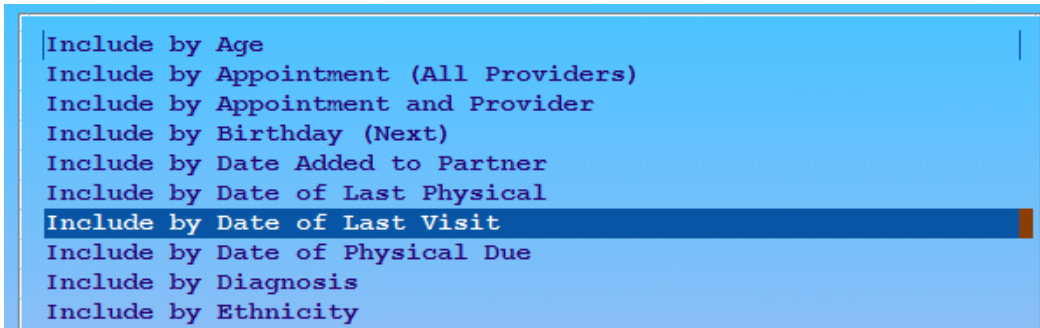 Include by Age
Include by Appointment (All Providers)
Include by Appointment and Provider
Include by Birthday (Next)
Include by Date Added to Partner
Include by Date of Last Physical
Include by Date of Last Visit
Include by Date of Physical Due
Include by Diagnosis
Include by Ethnicity